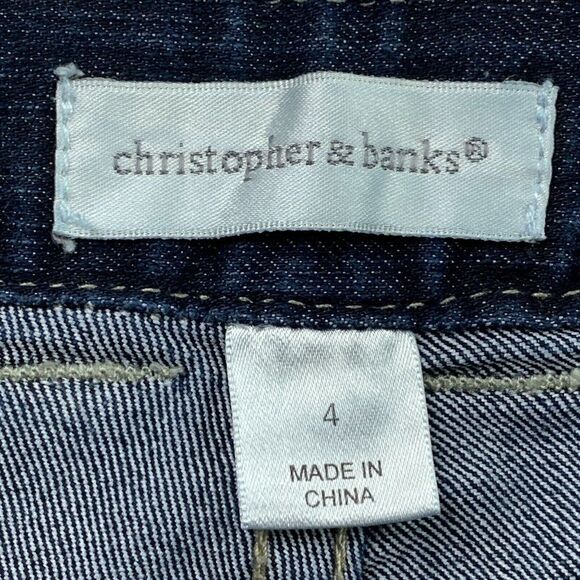 christopher & banks®
4
MADE IN
CHINA